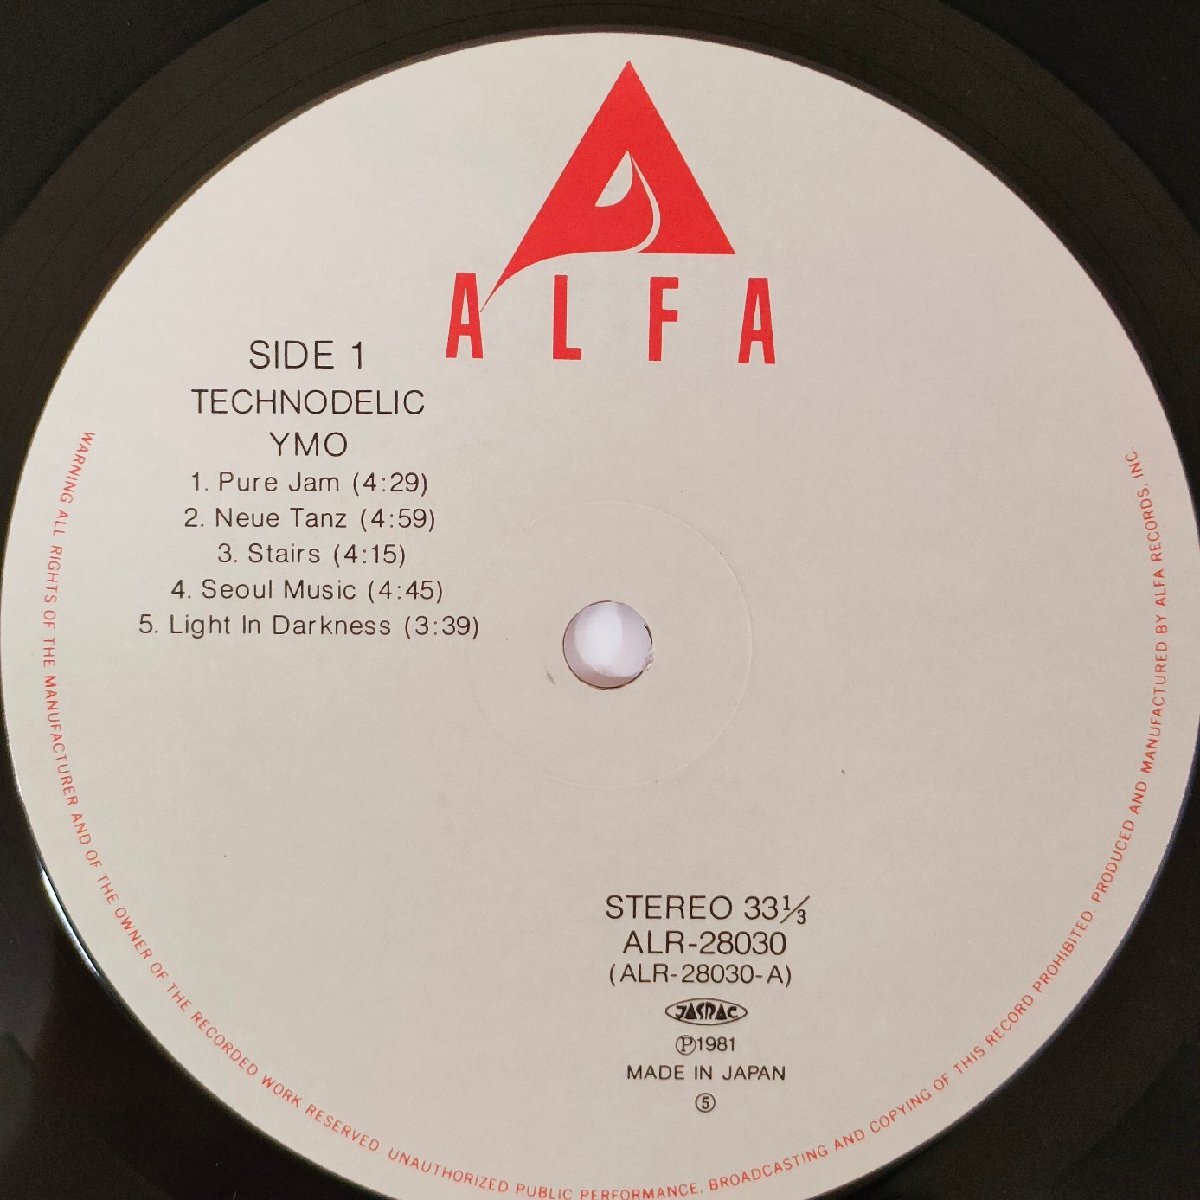 ALFA
SIDE 1
TECHNODELIC
YMO
1. Pure Jam (4:29)
2. Neue Tanz (4:59)
3. Stairs (4:15)
4. Seoul Music (4:45)
5. Light In Darkness (3:39)
STEREO 33⅓
ALR-28030
(ALR-28030-A)
JASRAC
Ⓟ1981
MADE IN JAPAN
⑤
WARNING ALL RIGHTS OF THE MANUFACTURER AND OF THE OWNER OF THE RECORDED WORK RESERVED. UNAUTHORIZED PUBLIC PERFORMANCE, BROADCASTING AND COPYING OF THIS RECORD PROHIBITED. PRODUCED AND MANUFACTURED BY ALFA RECORDS, INC.